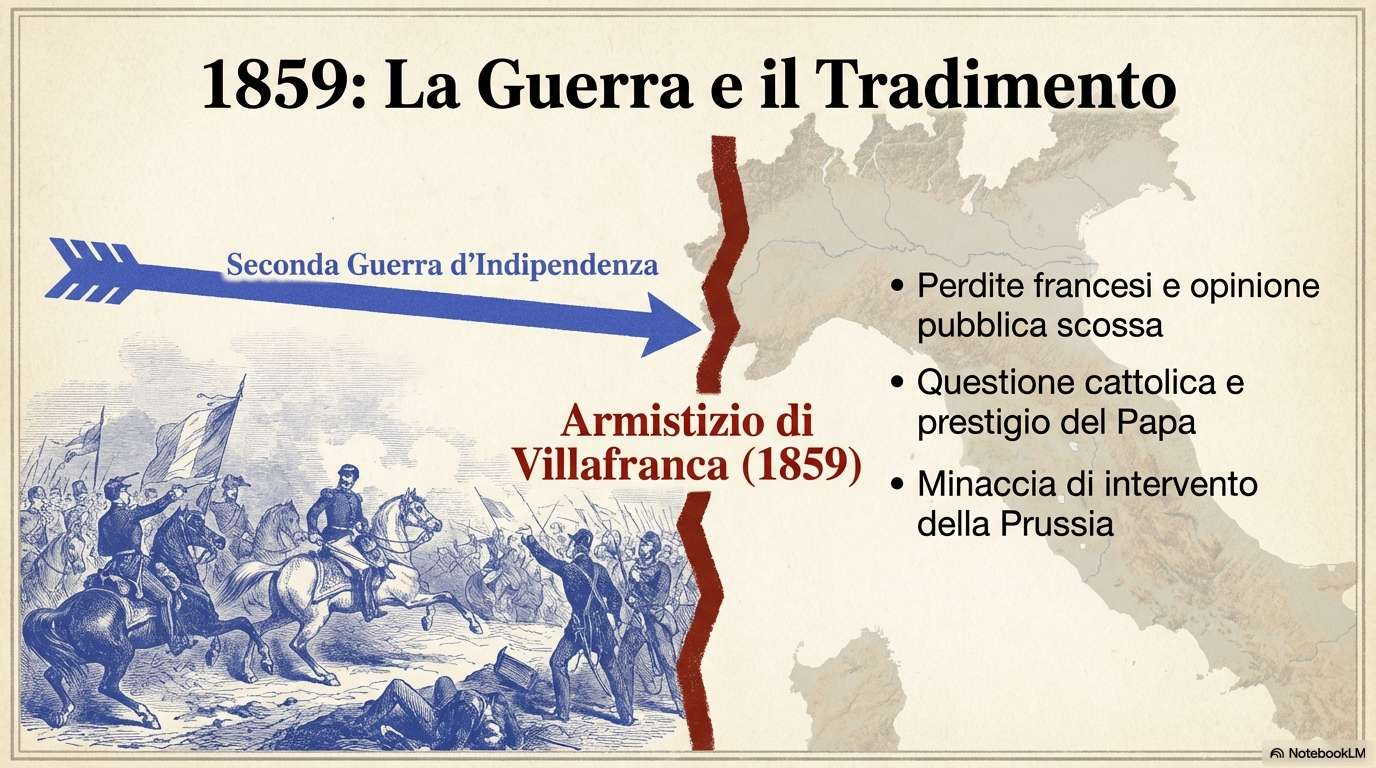 1859: La Guerra e il Tradimento
Seconda Guerra d'Indipendenza
Armistizio di
Villafranca (1859)
• Perdite francesi e opinione
pubblica scossa
• Questione cattolica e
prestigio del Papa
• Minaccia di intervento
della Prussia
NotebookLM